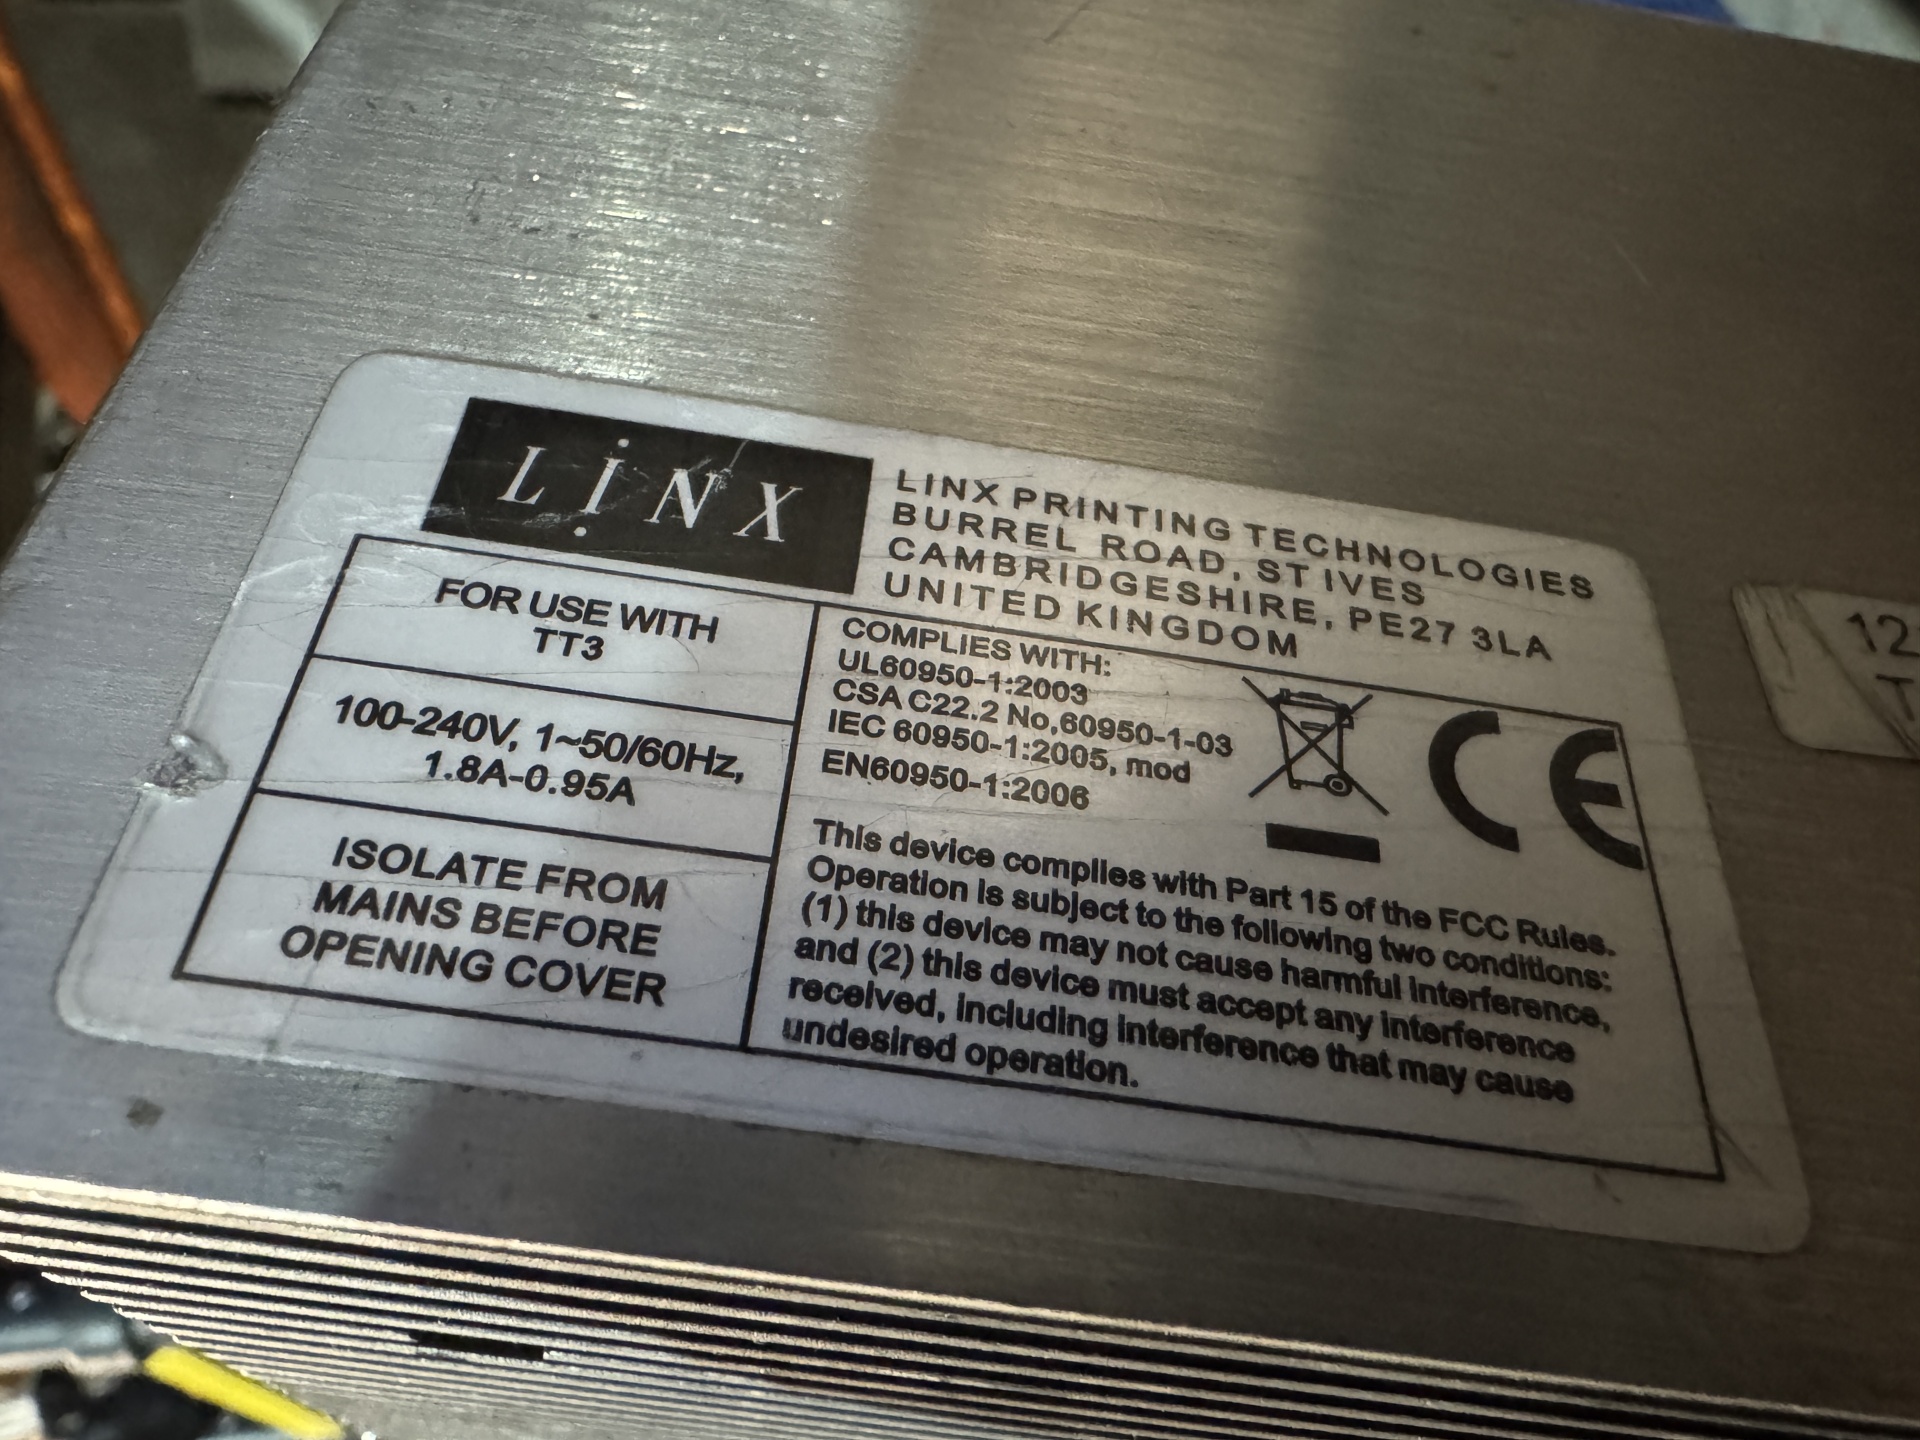 LINX
LINX PRINTING TECHNOLOGIES
BURREL ROAD, ST IVES
CAMBRIDGESHIRE, PE27 3LA
UNITED KINGDOM
FOR USE WITH
TT3
100-240V, 1~50/60Hz,
1.8A-0.95A
ISOLATE FROM
MAINS BEFORE
OPENING COVER
COMPLIES WITH:
UL60950-1:2003
CSA C22.2 No,60950-1-03
IEC 60950-1:2005, mod
EN60950-1:2006
CE
This device complies with Part 15 of the FCC Rules.
Operation is subject to the following two conditions:
(1) this device may not cause harmful interference,
and (2) this device must accept any interference
received, including interference that may cause
undesired operation.
12
T